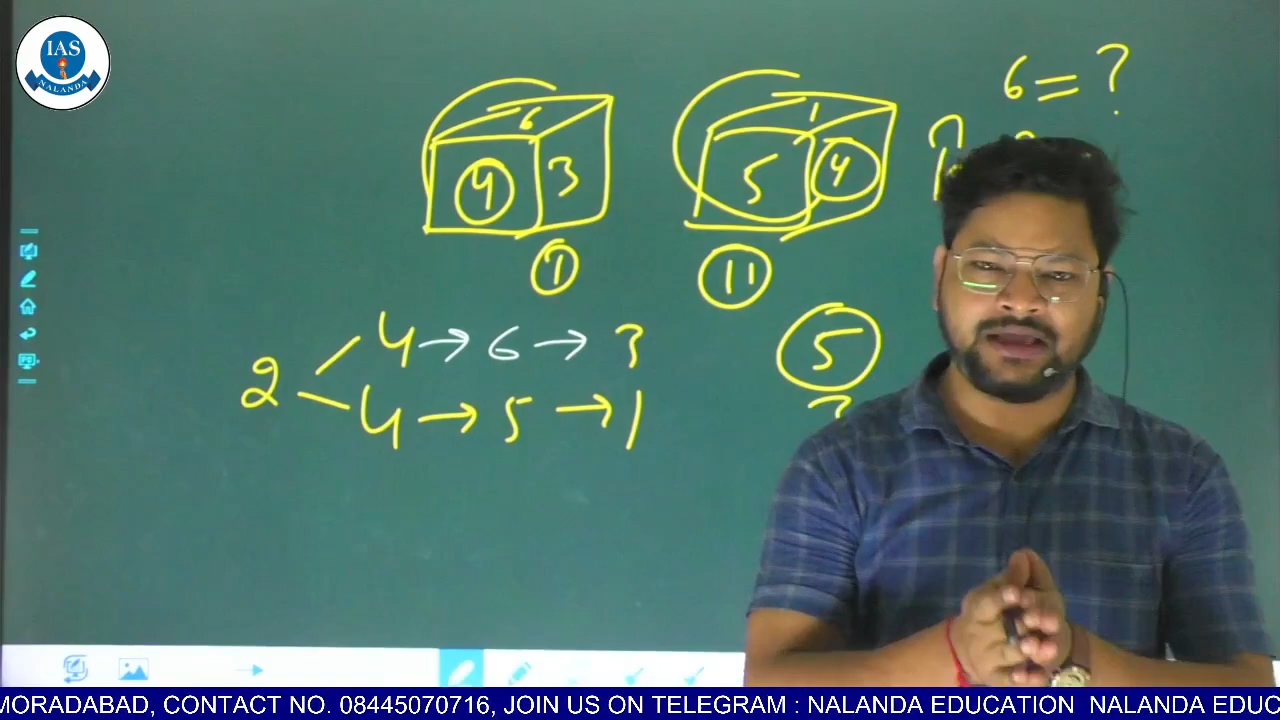 IAS
NALANDA
6 = ?
6
4 3
1
5 4
7
11
2 < 4 → 6 → 3
4 → 5 → 1
5
MORADABAD, CONTACT NO. 08445070716, JOIN US ON TELEGRAM : NALANDA EDUCATION NALANDA EDUC